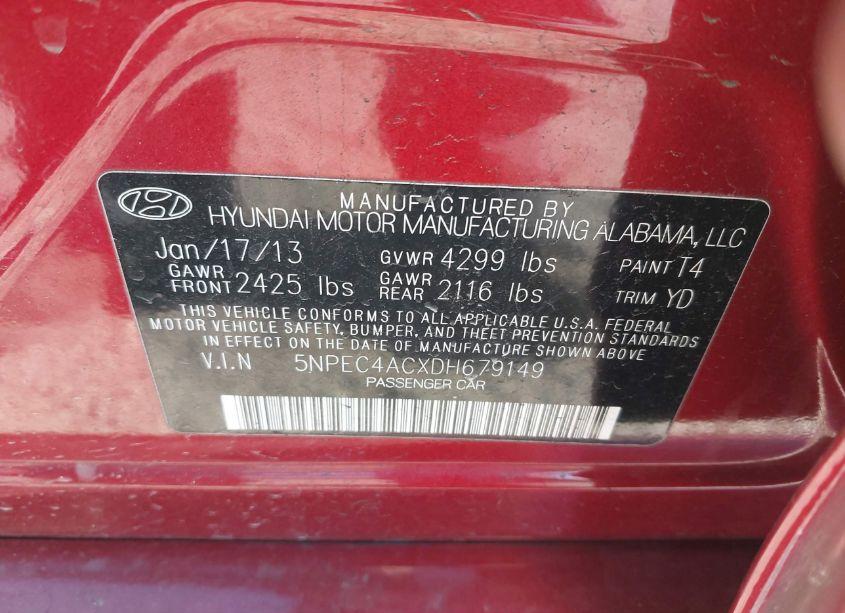 MANUFACTURED BY
HYUNDAI MOTOR MANUFACTURING ALABAMA, LLC
Jan/17/13 GVWR 4299 lbs PAINT T4
GAWR FRONT 2425 lbs GAWR REAR 2116 lbs TRIM YD
THIS VEHICLE CONFORMS TO ALL APPLICABLE U.S.A. FEDERAL
MOTOR VEHICLE SAFETY, BUMPER, AND THEFT PREVENTION STANDARDS
IN EFFECT ON THE DATE OF MANUFACTURE SHOWN ABOVE
V.I.N 5NPEC4ACXDH679149
PASSENGER CAR